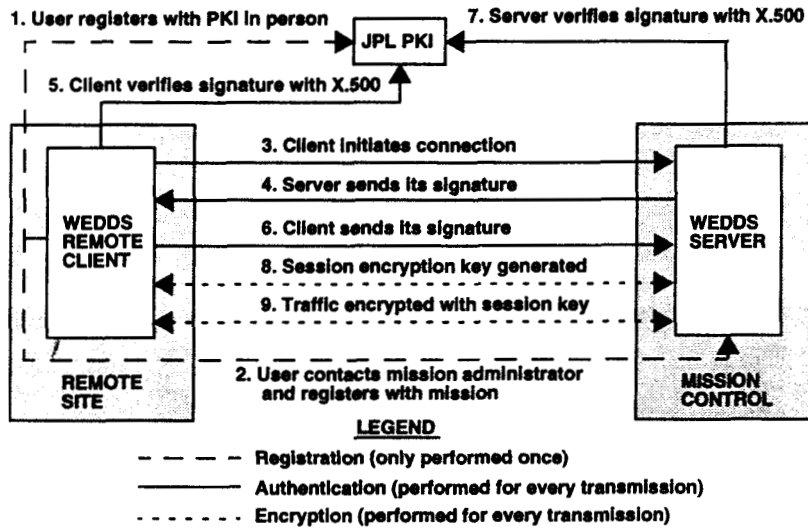 1. User registers with PKI in person
7. Server verifies signature with X.500
JPL PKI
5. Client verifies signature with X.500
3. Client initiates connection
4. Server sends its signature
WEDDS
REMOTE
CLIENT
6. Client sends its signature
WEDDS
SERVER
8. Session encryption key generated
9. Traffic encrypted with session key
REMOTE
SITE
2. User contacts mission administrator
and registers with mission
MISSION
CONTROL
LEGEND
Registration (only performed once)
Authentication (performed for every transmission)
Encryption (performed for every transmission)